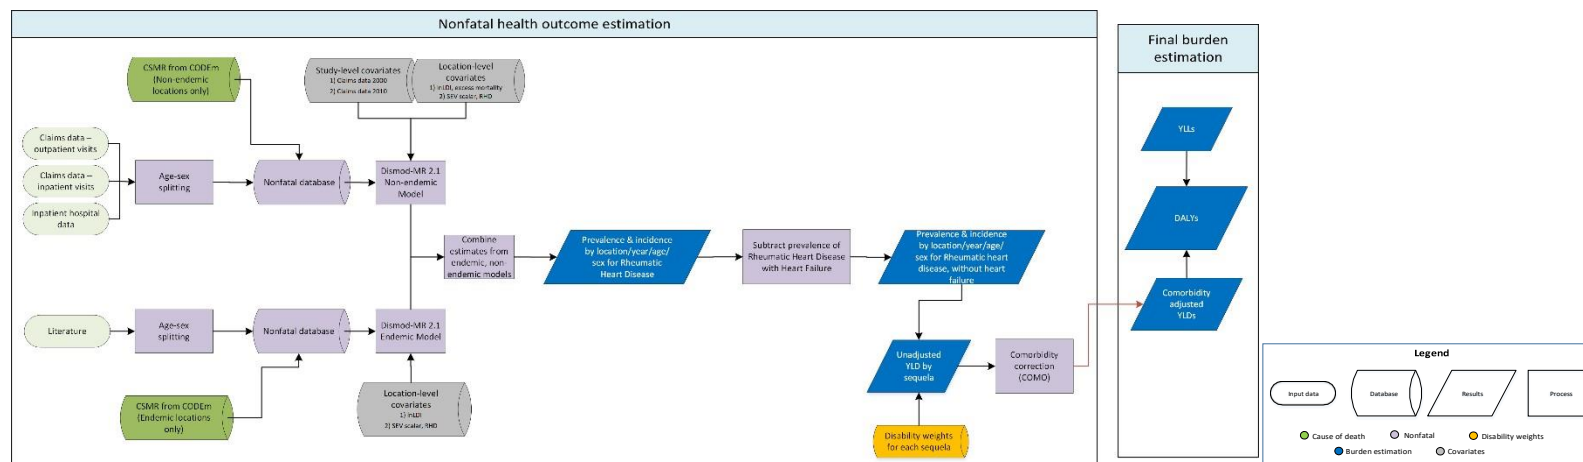 Nonfatal health outcome estimation
Final burden
estimation
CSMR from CODEm
(Non-endemic
locations only)
Study-level covariates
1) Claims data 2000
2) Claims data 2010
Location-level
covariates
1) lnLDI, excess mortality
2) SEV scalar, RHD
Claims data –
outpatient visits
Claims data –
inpatient visits
Inpatient hospital
data
Age-sex
splitting
Nonfatal database
Dismod-MR 2.1
Non-endemic
Model
Combine
estimates from
endemic, non-
endemic models
Prevalence & incidence
by location/year/age/
sex for Rheumatic
Heart Disease
Subtract prevalence of
Rheumatic Heart Disease
with Heart Failure
Prevalence & incidence
by location/year/age/
sex for Rheumatic heart
disease, without heart
failure
Literature
Age-sex
splitting
Nonfatal database
Dismod-MR 2.1
Endemic Model
CSMR from CODEm
(Endemic locations
only)
Location-level
covariates
1) lnLDI
2) SEV scalar, RHD
Unadjusted
YLD by
sequela
Comorbidity
correction
(COMO)
Disability weights
for each sequela
YLLs
DALYs
Comorbidity
adjusted
YLDs
Legend
Input data
Database
Results
Process
Cause of death
Nonfatal
Disability weights
Burden estimation
Covariates